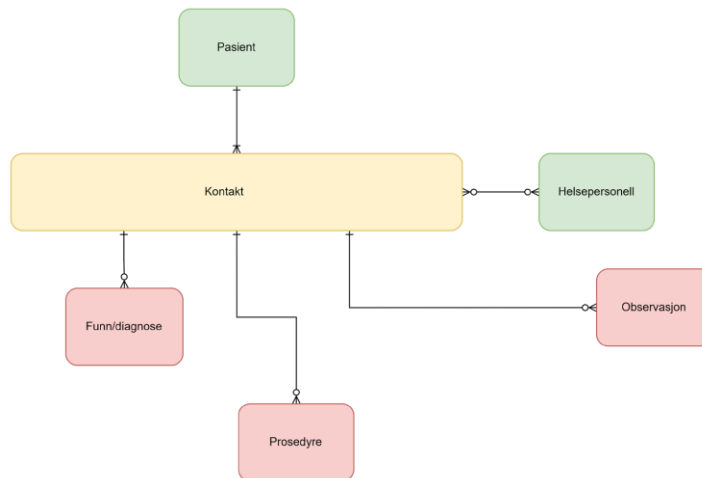 Pasient
Kontakt
Helsepersonell
Funn/diagnose
Observasjon
Prosedyre